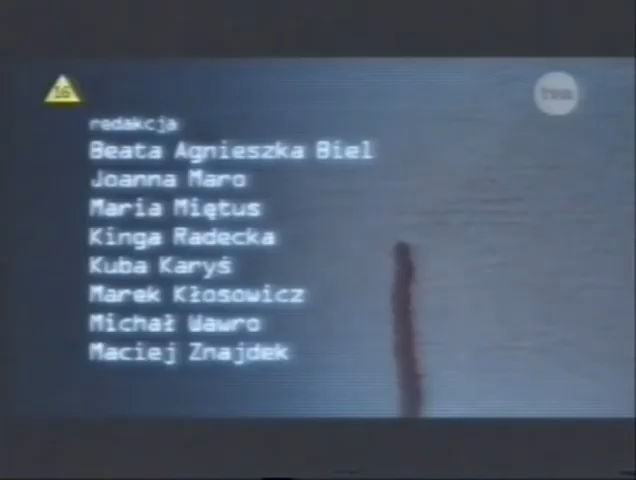 16
tvn
redakcja
Beata Agnieszka Biel
Joanna Maro
Maria Miętus
Kinga Radecka
Kuba Karyś
Marek Kłosowicz
Michał Wawro
Maciej Znajdek